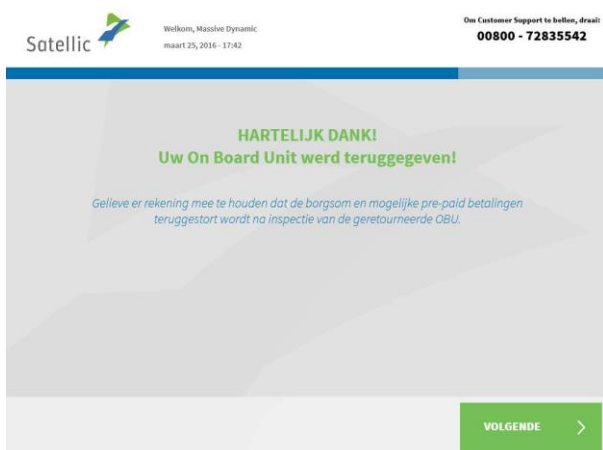 Satellic
Welkom, Massive Dynamic
maart 25, 2016 - 17:42
Om Customer Support te bellen, draai:
00800 - 72835542
HARTELIJK DANK!
Uw On Board Unit werd teruggegeven!
Gelieve er rekening mee te houden dat de borgsom en mogelijke pre-paid betalingen
teruggestort wordt na inspectie van de geretourneerde OBU.
VOLGENDE